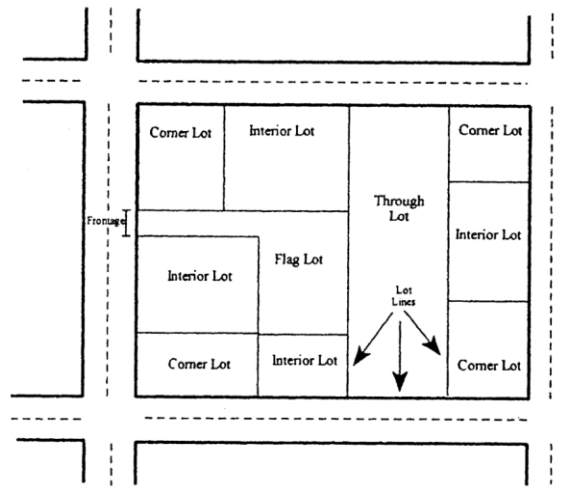 Corner Lot
Interior Lot
Corner Lot
Through
Lot
Frontage
Interior Lot
Flag Lot
Interior Lot
Lot
Lines
Corner Lot
Interior Lot
Corner Lot